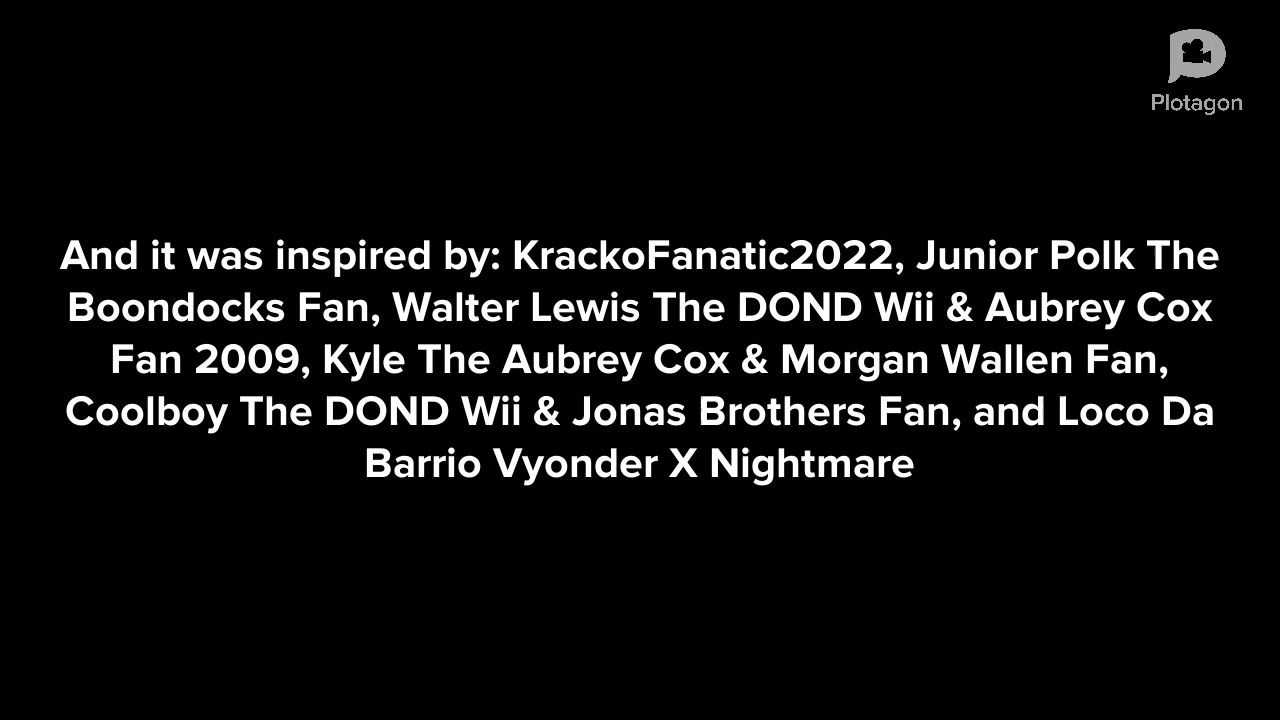 Plotagon
And it was inspired by: KrackoFanatic2022, Junior Polk The
Boondocks Fan, Walter Lewis The DOND Wii & Aubrey Cox
Fan 2009, Kyle The Aubrey Cox & Morgan Wallen Fan,
Coolboy The DOND Wii & Jonas Brothers Fan, and Loco Da
Barrio Vyonder X Nightmare